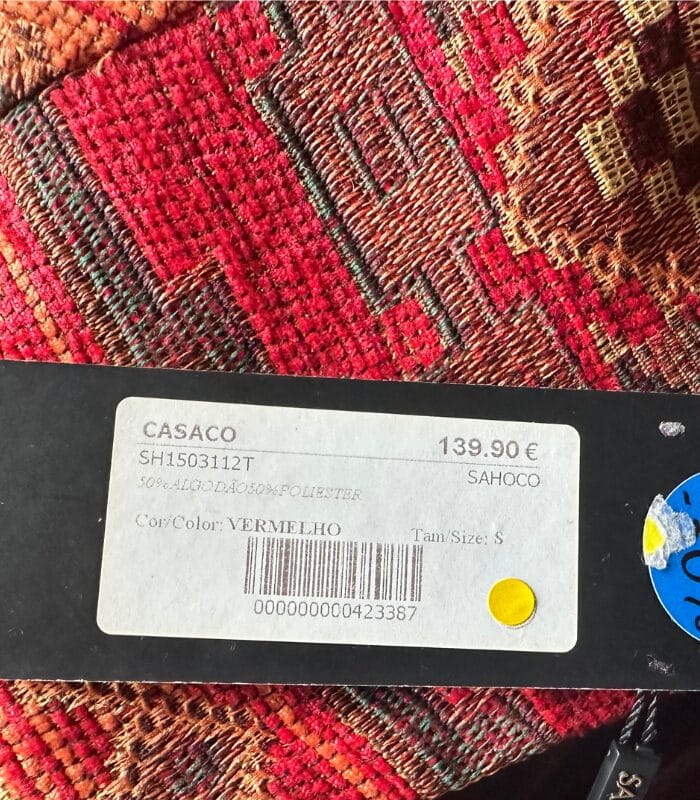 CASACO
139.90 €
SH1503112T
SAHOCO
50%ALGODÃO50%POLIESTER
Cor/Color: VERMELHO
Tam/Size: S
000000000423387